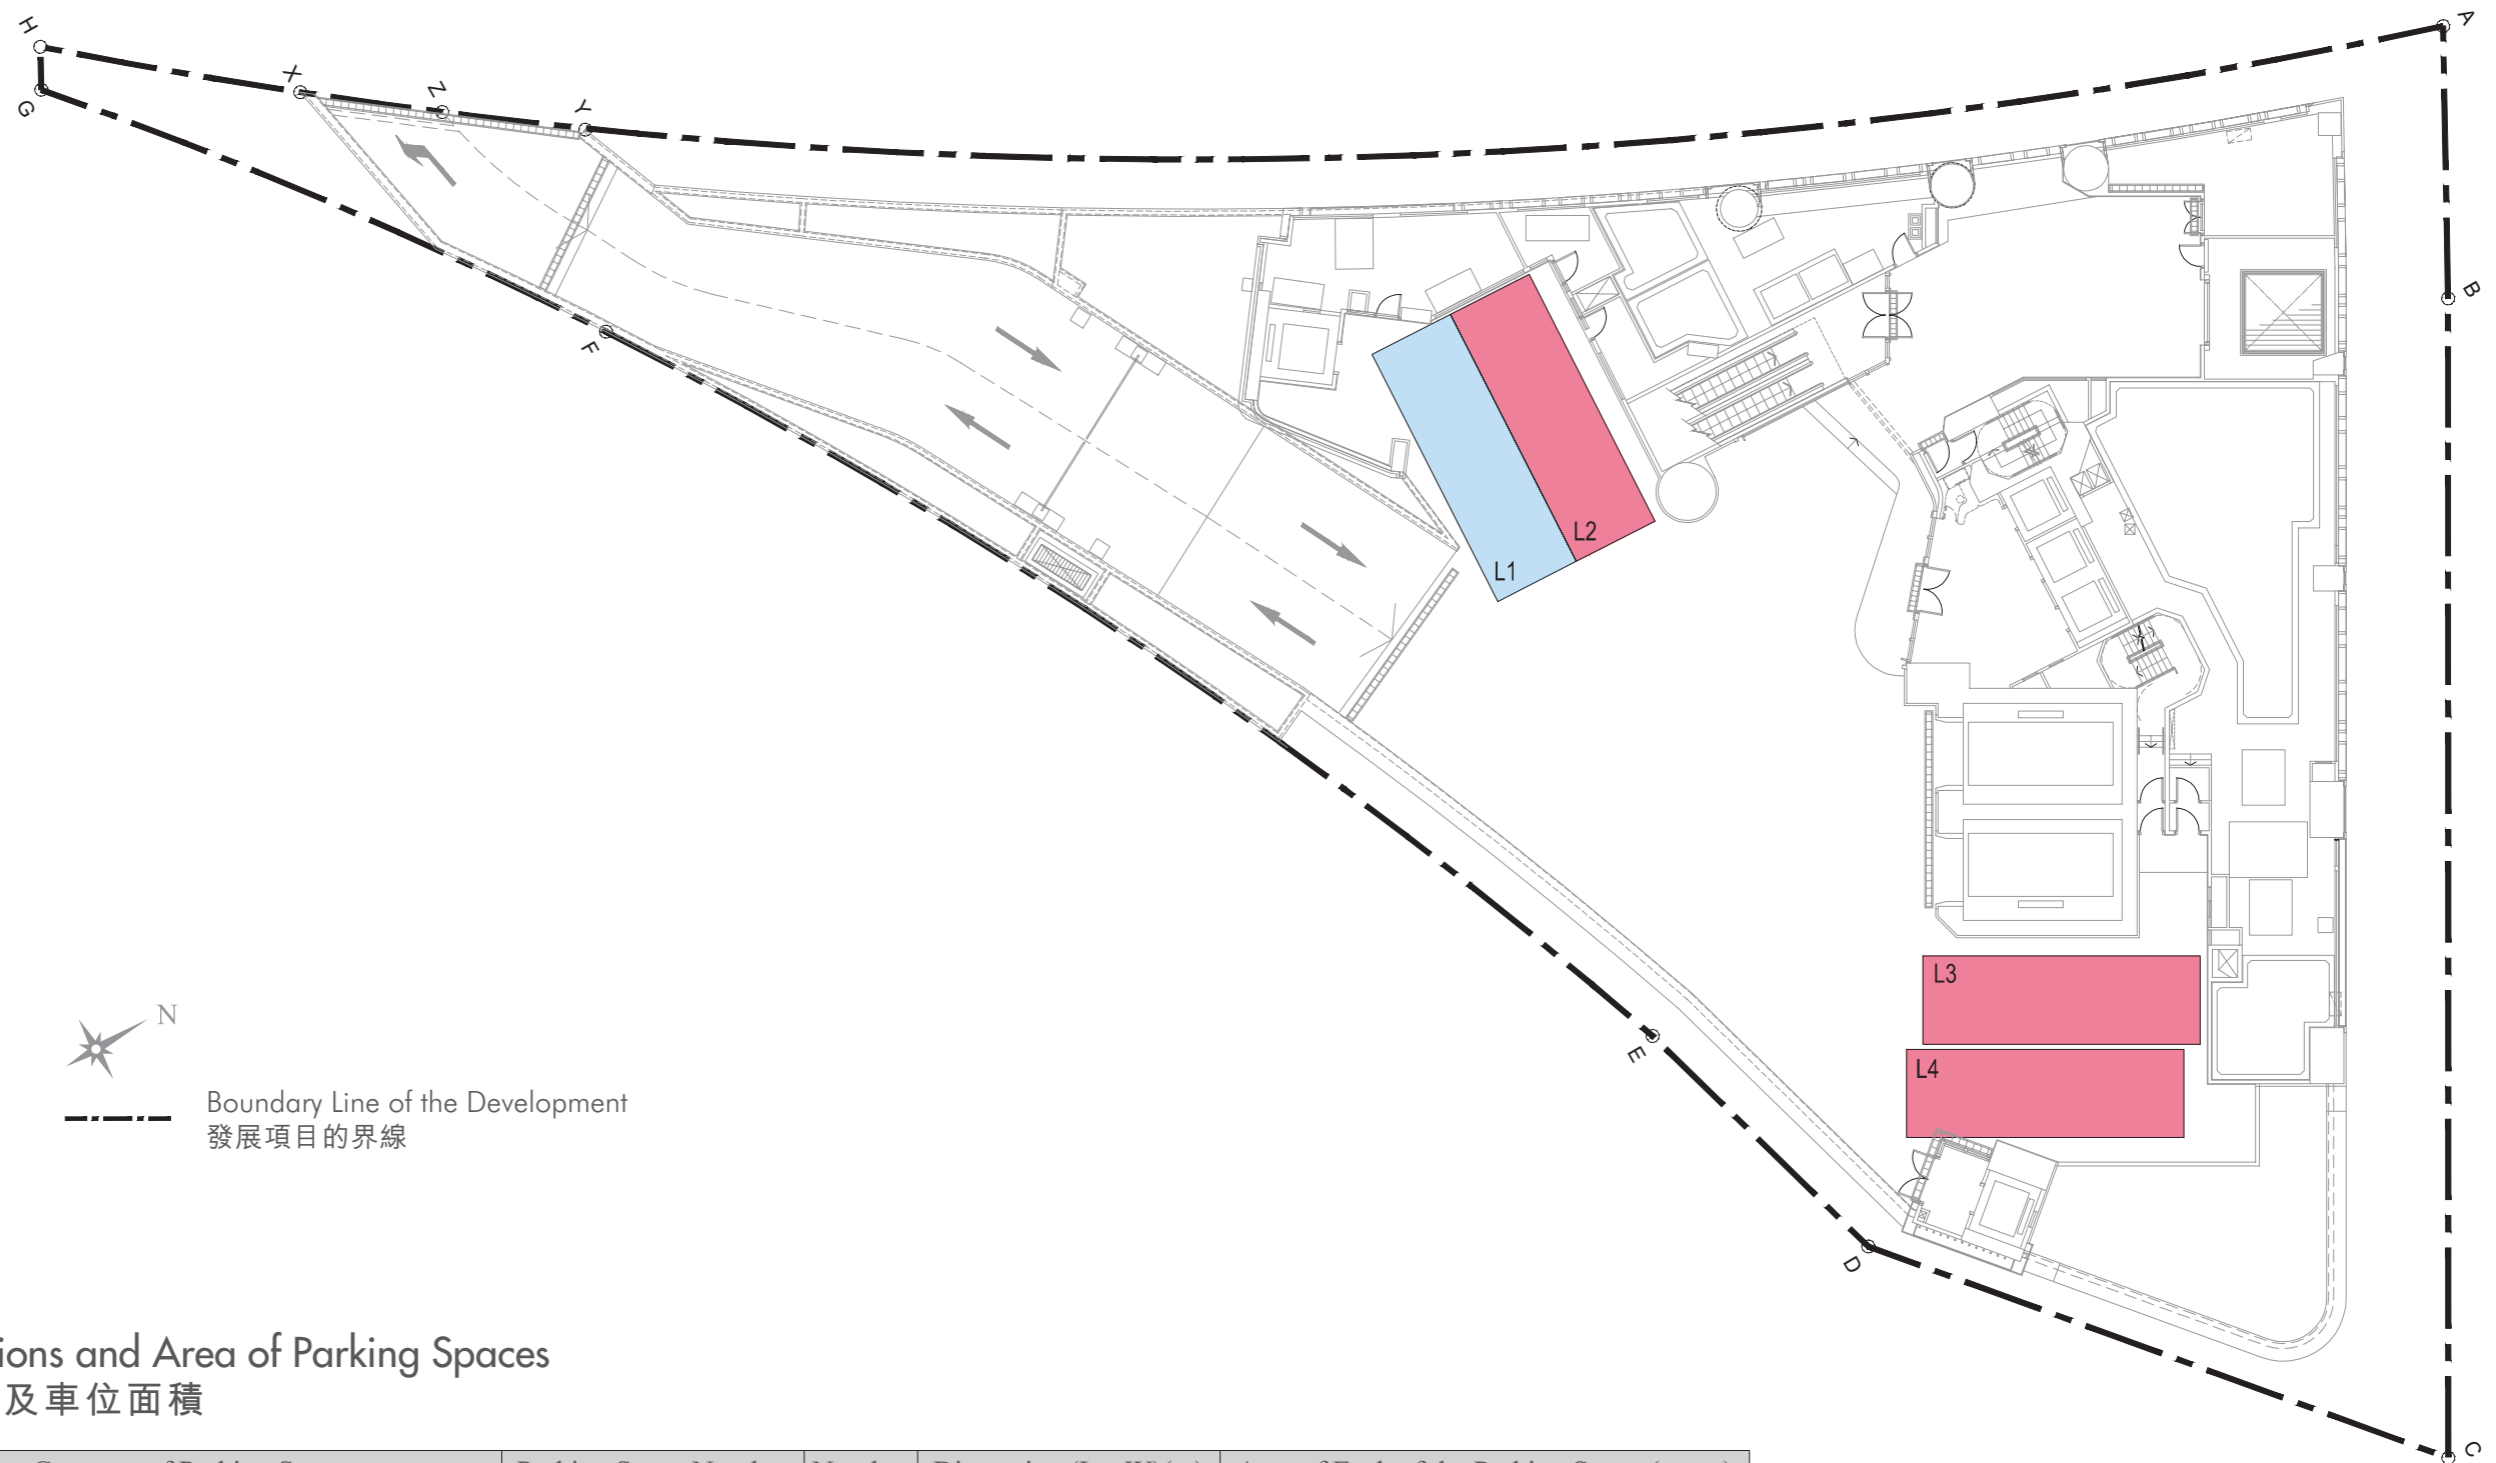 H
A
X
Z
Y
G
B
F
L2
L1
L3
N
E
L4
Boundary Line of the Development
發展項目的界線
D
ions and Area of Parking Spaces
及車位面積
C